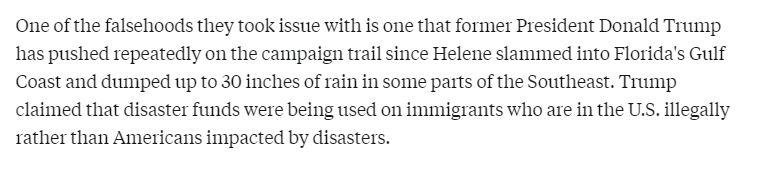 One of the falsehoods they took issue with is one that former President Donald Trump
has pushed repeatedly on the campaign trail since Helene slammed into Florida's Gulf
Coast and dumped up to 30 inches of rain in some parts of the Southeast. Trump
claimed that disaster funds were being used on immigrants who are in the U.S. illegally
rather than Americans impacted by disasters.